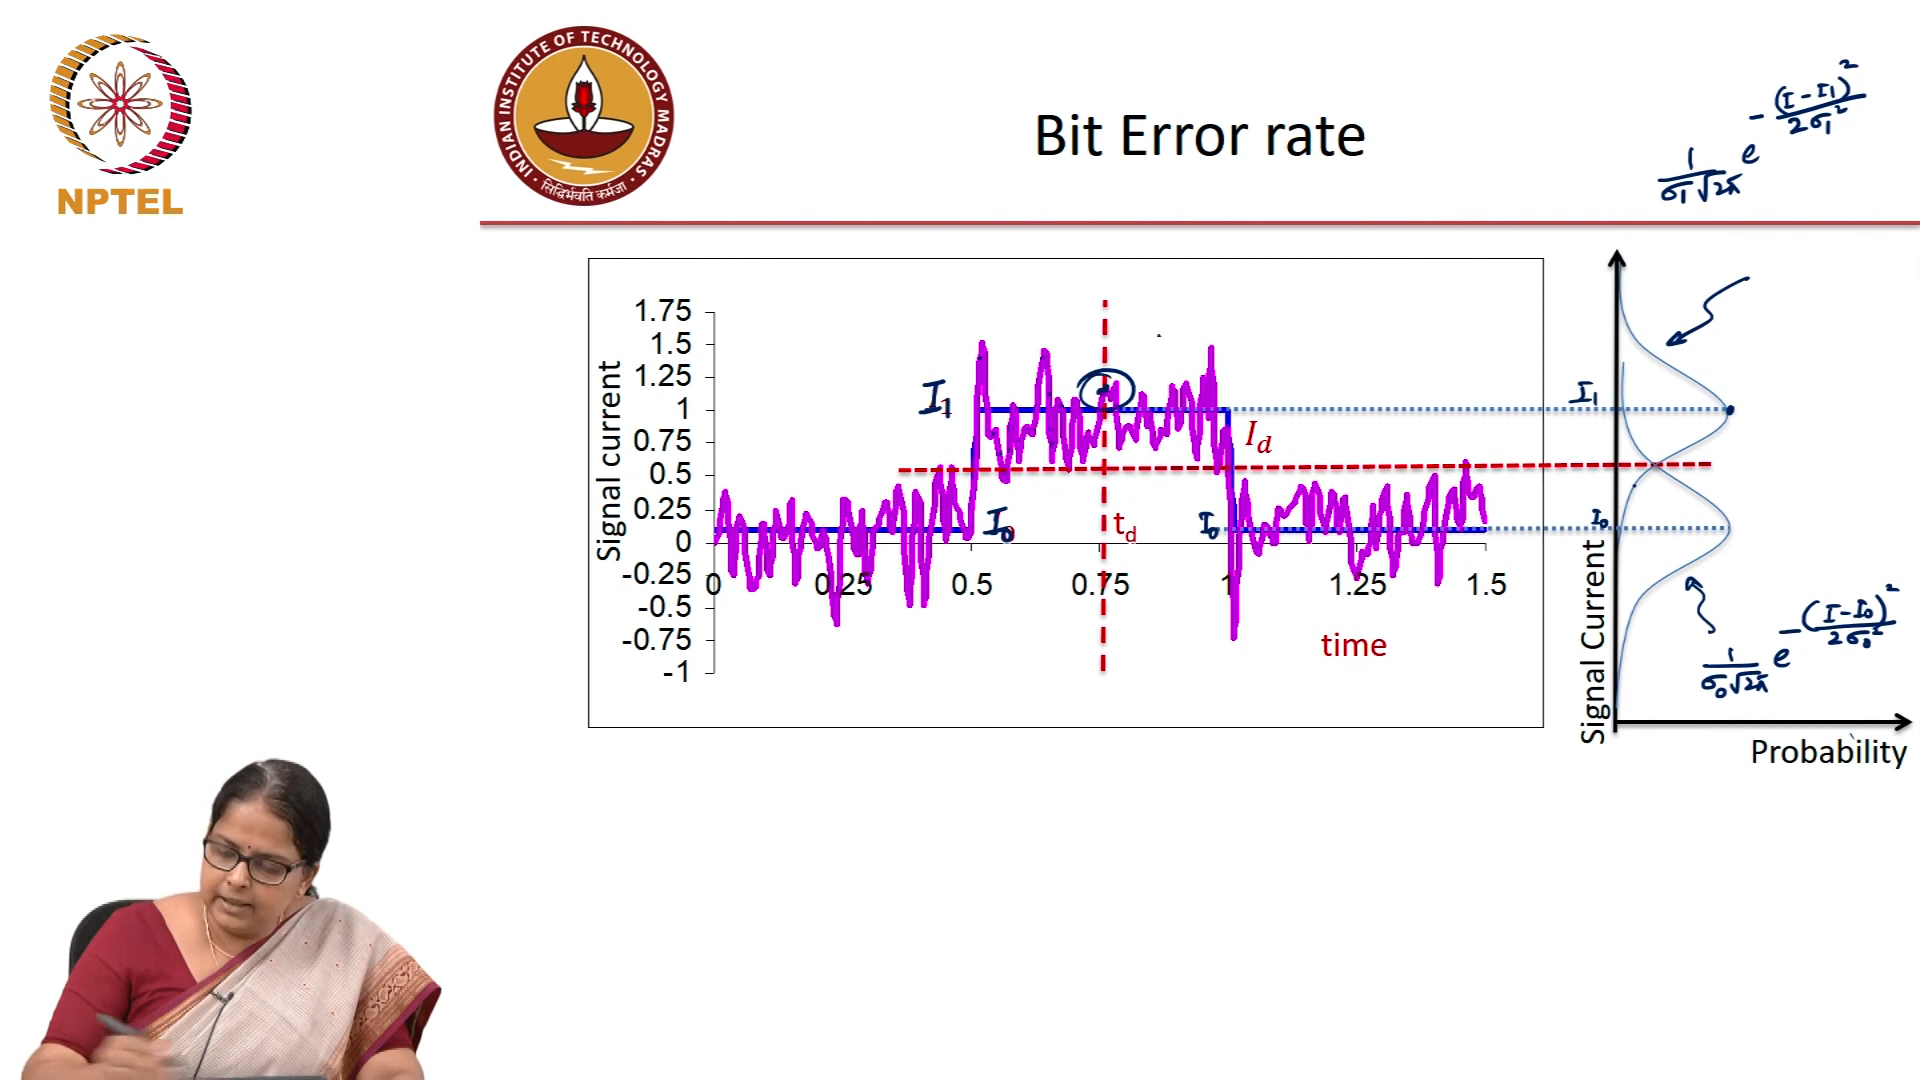 NPTEL
INDIAN INSTITUTE OF TECHNOLOGY MADRAS
सिद्धिर्भवति कर्मजा
Bit Error rate
1/(σ₁√2π) e^(-(I-I₁)²/(2σ₁²))
Signal current
1.75
1.5
1.25
1
0.75
0.5
0.25
0
-0.25
-0.5
-0.75
-1
0 0.25 0.5 0.75 1 1.25 1.5
I₁
I₀
t_d
I_d
I₀
time
I₁
I₀
Signal Current
Probability
1/(σ₀√2π) e^(-(I-I₀)²/(2σ₀²))